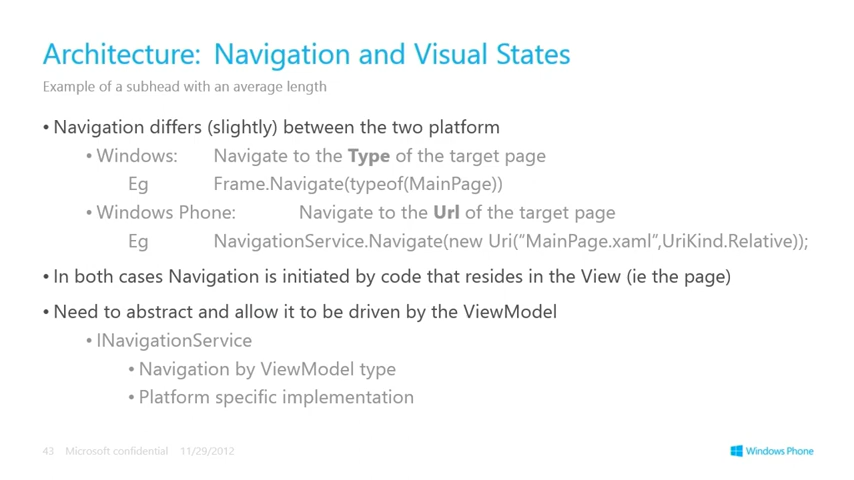 Architecture: Navigation and Visual States
Example of a subhead with an average length
• Navigation differs (slightly) between the two platform
• Windows: Navigate to the Type of the target page
Eg Frame.Navigate(typeof(MainPage))
• Windows Phone: Navigate to the Url of the target page
Eg NavigationService.Navigate(new Uri(“MainPage.xaml”,UriKind.Relative));
• In both cases Navigation is initiated by code that resides in the View (ie the page)
• Need to abstract and allow it to be driven by the ViewModel
• INavigationService
• Navigation by ViewModel type
• Platform specific implementation
43 Microsoft confidential 11/29/2012 Windows Phone